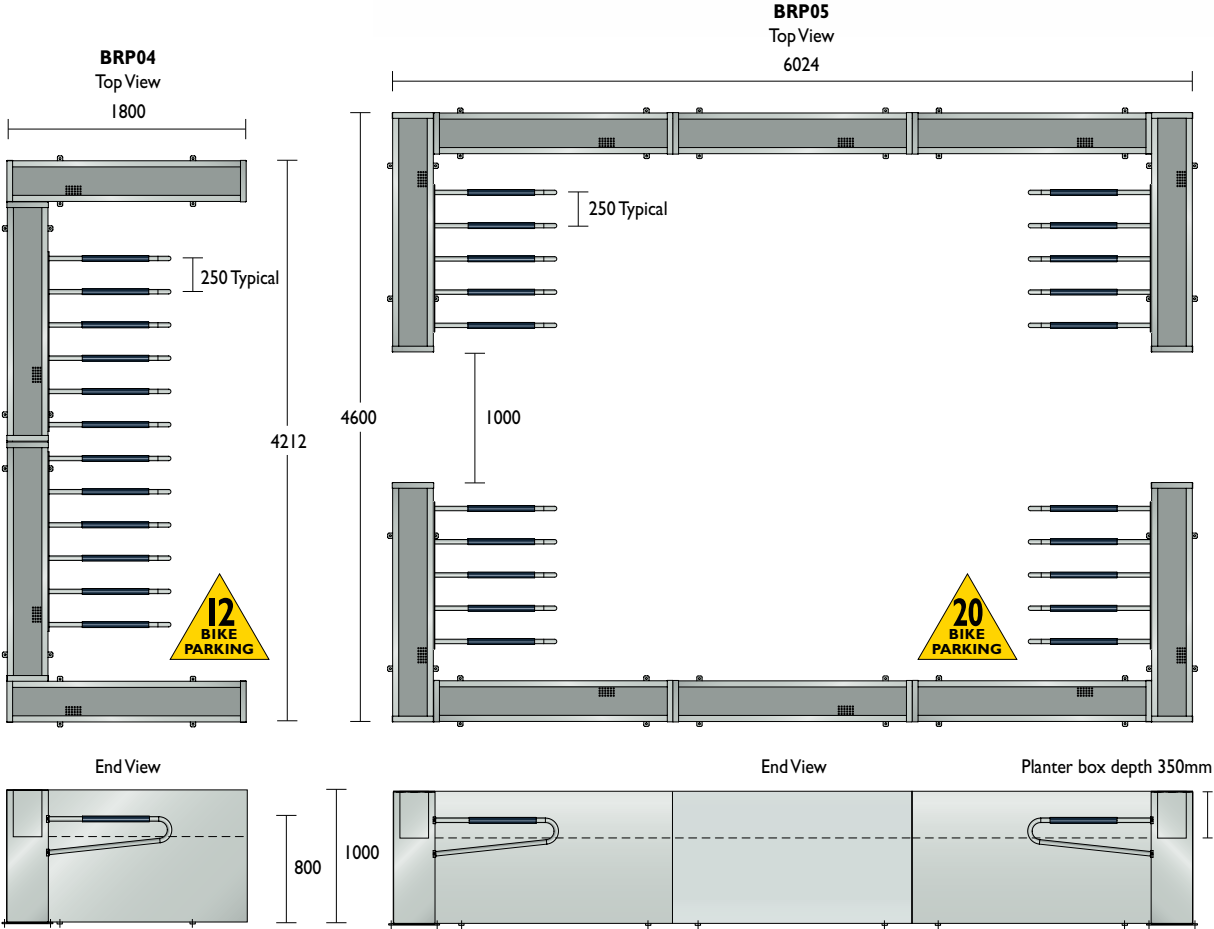 BRP04
Top View
1800
250 Typical
4212
12
BIKE
PARKING
BRP05
Top View
6024
250 Typical
4600
1000
20
BIKE
PARKING
End View
800
1000
End View
Planter box depth 350mm